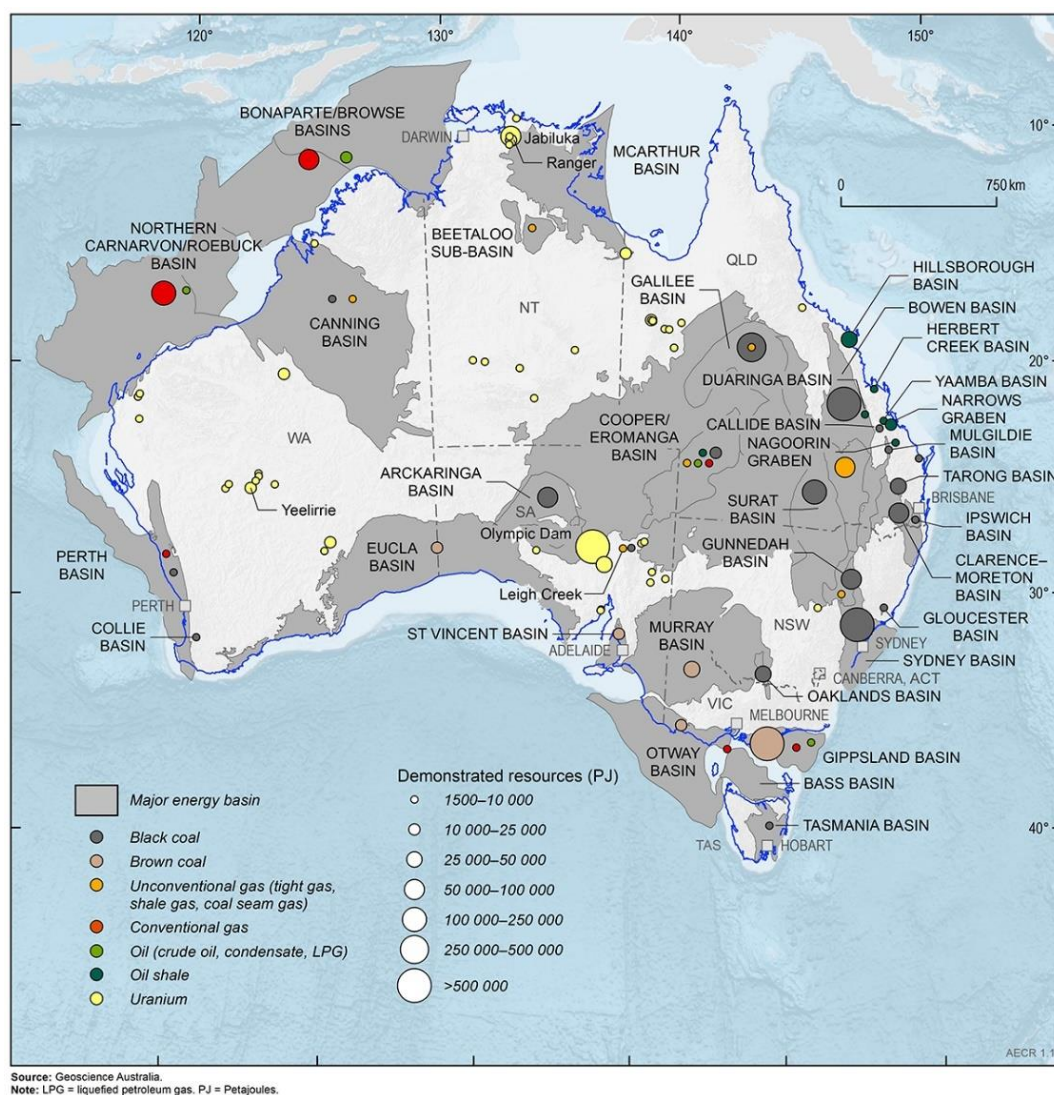 120°
130°
140°
150°
BONAPARTE/BROWSE
BASINS
DARWIN
Jabiluka
Ranger
MCARTHUR
BASIN
10°
0
750 km
NORTHERN
CARNARVON/ROEBUCK
BASIN
BEETALOO
SUB-BASIN
QLD
HILLSBOROUGH
BASIN
GALILEE
BASIN
BOWEN BASIN
NT
CANNING
BASIN
HERBERT
CREEK BASIN
20°
DUARINGA BASIN
YAAMBA BASIN
NARROWS
GRABEN
CALLIDE BASIN
COOPER/
EROMANGA
BASIN
NAGOORIN
GRABEN
MULGILDIE
BASIN
WA
ARCKARINGA
BASIN
TARONG BASIN
Yeelirrie
SA
SURAT
BASIN
BRISBANE
Olympic Dam
IPSWICH
BASIN
PERTH
BASIN
EUCLA
BASIN
GUNNEDAH
BASIN
CLARENCE–
MORETON
BASIN
Leigh Creek
30°
PERTH
NSW
GLOUCESTER
BASIN
COLLIE
BASIN
ST VINCENT BASIN
MURRAY
BASIN
ADELAIDE
SYDNEY
SYDNEY BASIN
CANBERRA, ACT
OAKLANDS BASIN
VIC
MELBOURNE
OTWAY
BASIN
GIPPSLAND BASIN
BASS BASIN
TASMANIA BASIN
40°
TAS
HOBART
Major energy basin
Black coal
Brown coal
Unconventional gas (tight gas,
shale gas, coal seam gas)
Conventional gas
Oil (crude oil, condensate, LPG)
Oil shale
Uranium
Demonstrated resources (PJ)
1500–10 000
10 000–25 000
25 000–50 000
50 000–100 000
100 000–250 000
250 000–500 000
>500 000
AECR 1.1
Source: Geoscience Australia.
Note: LPG = liquefied petroleum gas. PJ = Petajoules.